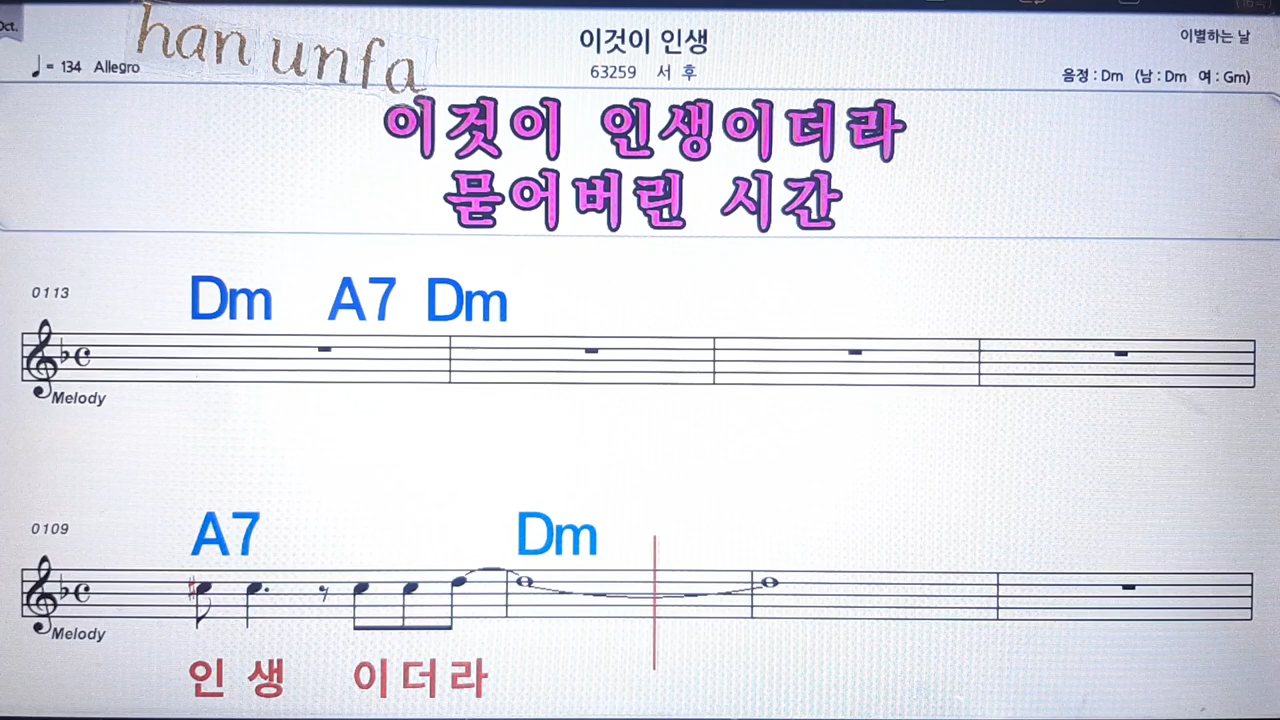 Oct.
han unfa
이것이 인생
이별하는 날
♩= 134 Allegro
63259 서 후
음정 : Dm (남 : Dm 여 : Gm)
이것이 인생이더라
묻어버린 시간
0113
Dm A7 Dm
Melody
0109
A7 Dm
Melody
인 생 이더라